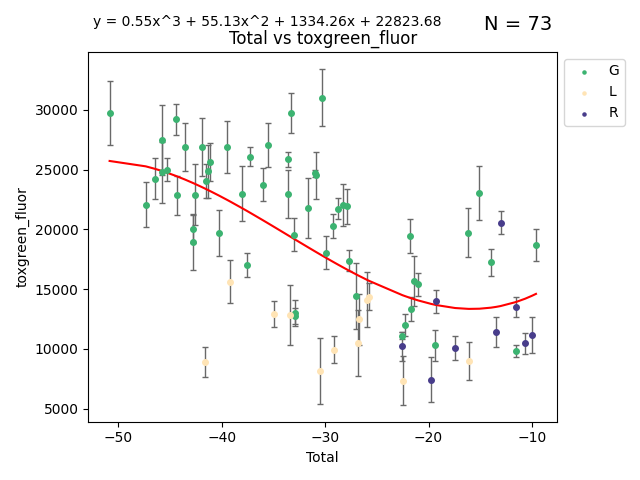 y = 0.55x^3 + 55.13x^2 + 1334.26x + 22823.68
N = 73
Total vs toxgreen_fluor
G
L
R
30000
25000
20000
15000
10000
5000
toxgreen_fluor
−50
−40
−30
−20
−10
Total